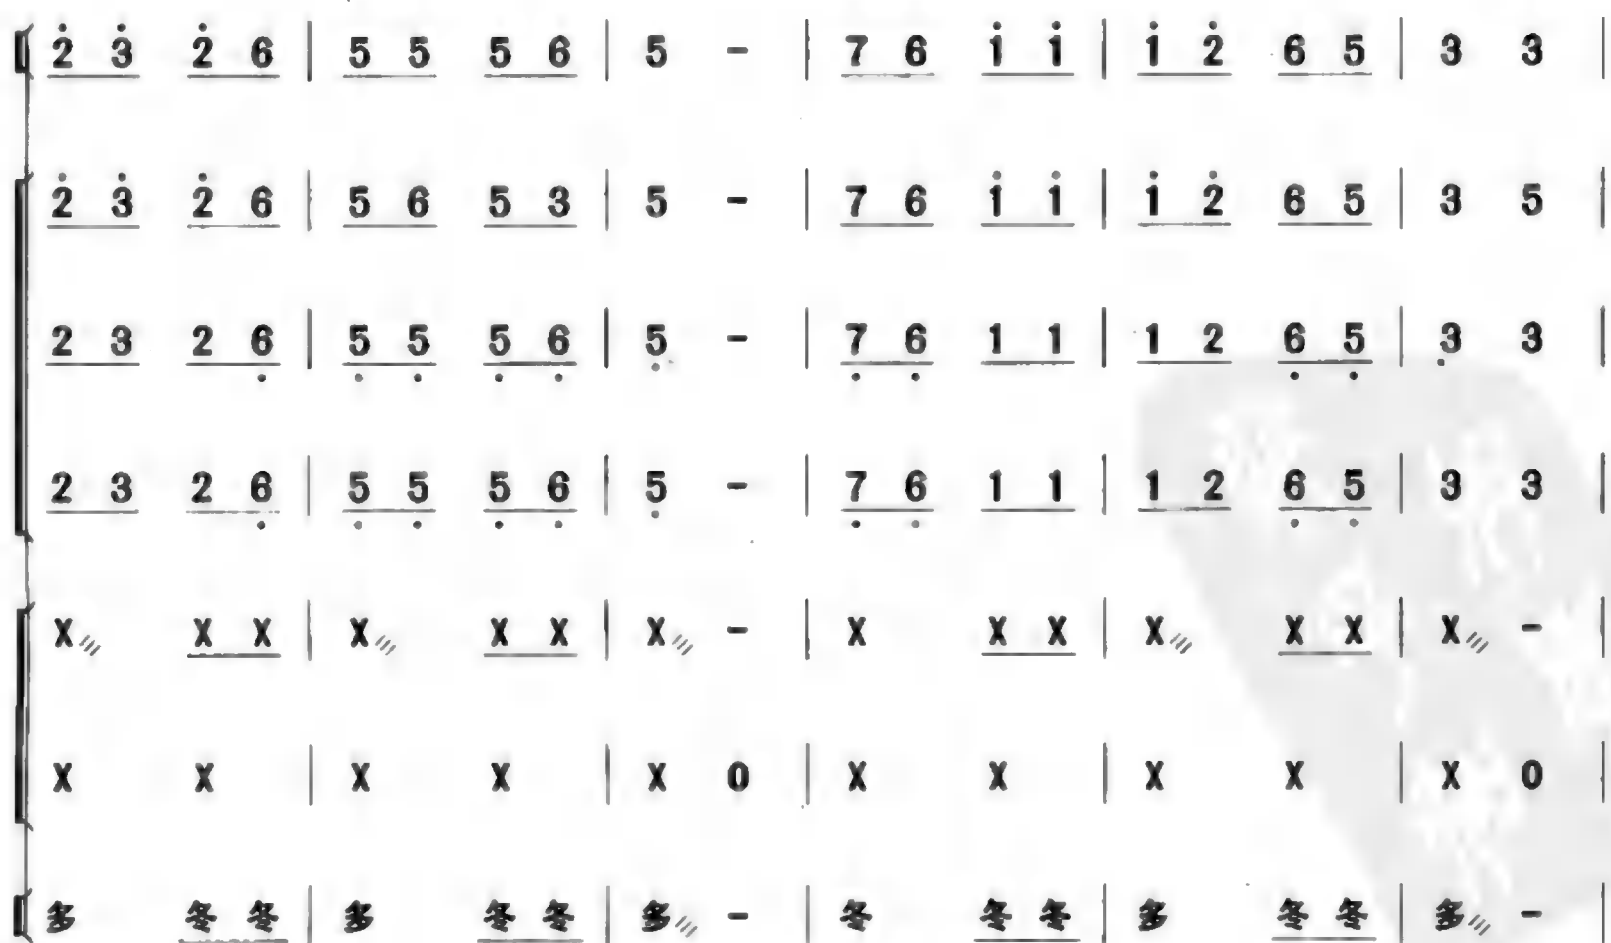 2̇ 3̇ 2̇ 6 | 5 5 5 6 | 5 - | 7 6 1̇ 1̇ | 1̇ 2̇ 6 5 | 3 3 |
2̇ 3̇ 2̇ 6 | 5 6 5 3 | 5 - | 7 6 1̇ 1̇ | 1̇ 2̇ 6 5 | 3 5 |
2 3 2 6̣ | 5̣ 5̣ 5̣ 6̣ | 5̣ - | 7̣ 6̣ 1 1 | 1 2 6̣ 5̣ | 3̣ 3 |
2 3 2 6̣ | 5̣ 5̣ 5̣ 6̣ | 5̣ - | 7̣ 6̣ 1 1 | 1 2 6̣ 5̣ | 3 3 |
X/// X X | X/// X X | X/// - | X X X | X/// X X | X/// - |
X X | X X | X 0 | X X | X X | X 0 |
多 冬 冬 | 多 冬 冬 | 多/// - | 冬 冬 冬 | 多 冬 冬 | 多/// - |